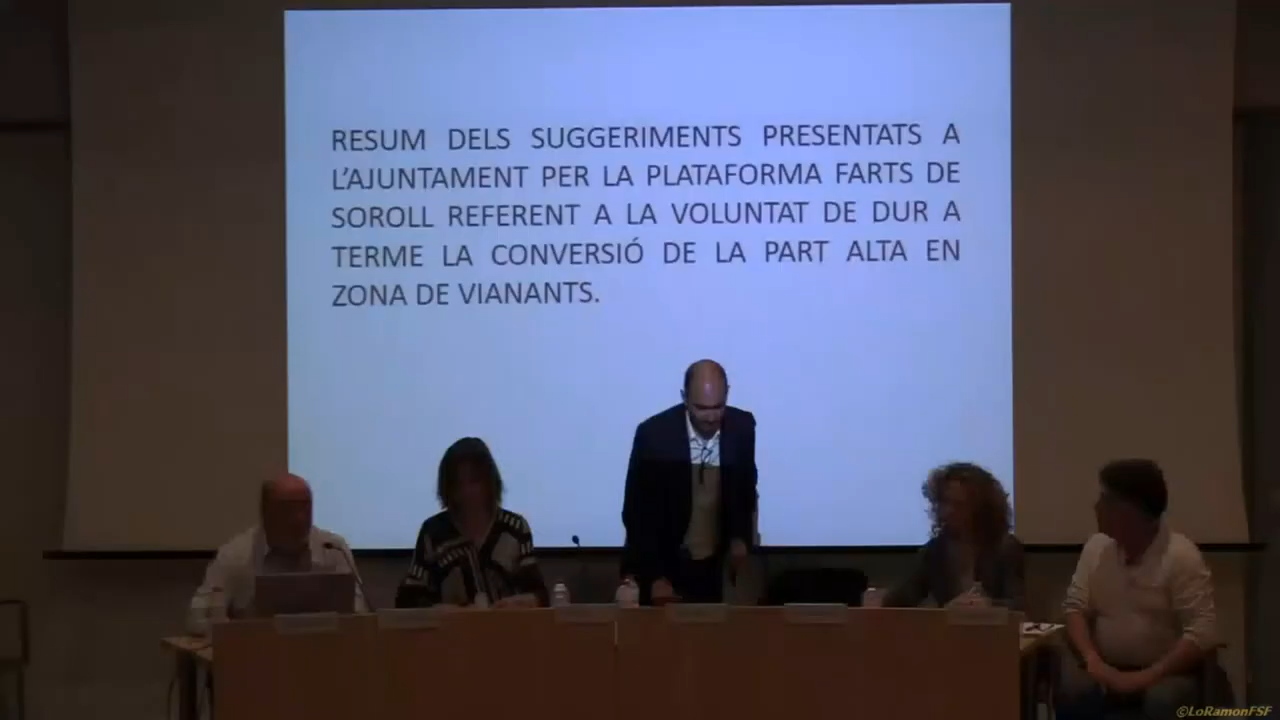 RESUM DELS SUGGERIMENTS PRESENTATS A
L'AJUNTAMENT PER LA PLATAFORMA FARTS DE
SOROLL REFERENT A LA VOLUNTAT DE DUR A
TERME LA CONVERSIÓ DE LA PART ALTA EN
ZONA DE VIANANTS.
©LoRamonFSF